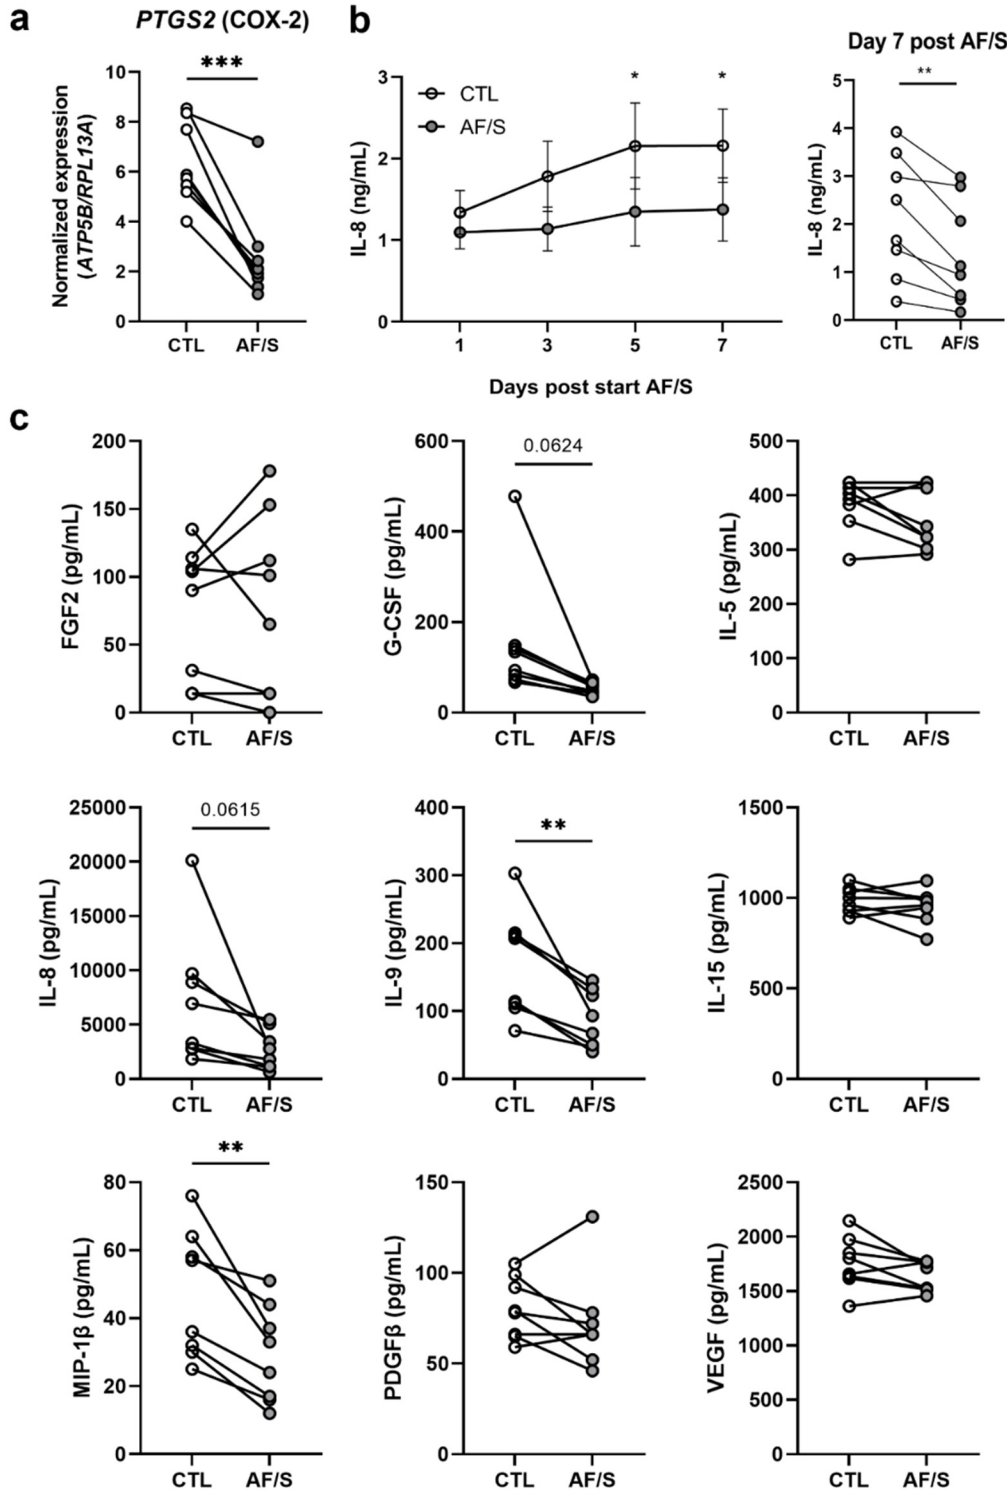 a
PTGS2 (COX-2)
***
Normalized expression
(ATP5B/RPL13A)
10
8
6
4
2
0
CTL AF/S
b
IL-8 (ng/mL)
3
2
1
0
CTL
AF/S
* *
1 3 5 7
Days post start AF/S
Day 7 post AF/S
**
IL-8 (ng/mL)
5
4
3
2
1
0
CTL AF/S
c
FGF2 (pg/mL)
200
150
100
50
0
CTL AF/S
G-CSF (pg/mL)
600
400
200
0
0.0624
CTL AF/S
IL-5 (pg/mL)
500
400
300
200
100
0
CTL AF/S
IL-8 (pg/mL)
25000
20000
15000
10000
5000
0
0.0615
CTL AF/S
IL-9 (pg/mL)
400
300
200
100
0
**
CTL AF/S
IL-15 (pg/mL)
1500
1000
500
0
CTL AF/S
MIP-1β (pg/mL)
80
60
40
20
0
**
CTL AF/S
PDGFβ (pg/mL)
150
100
50
0
CTL AF/S
VEGF (pg/mL)
2500
2000
1500
1000
500
0
CTL AF/S